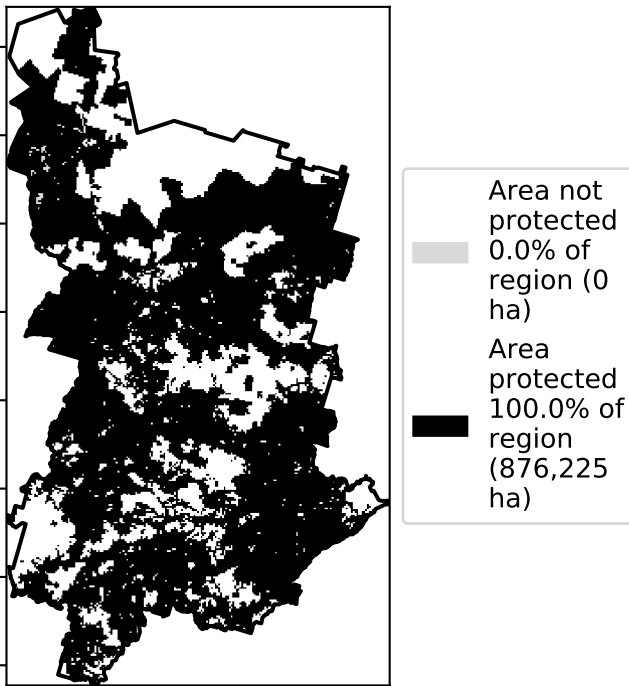 Area not
protected
0.0% of
region (0
ha)
Area
protected
100.0% of
region
(876,225
ha)